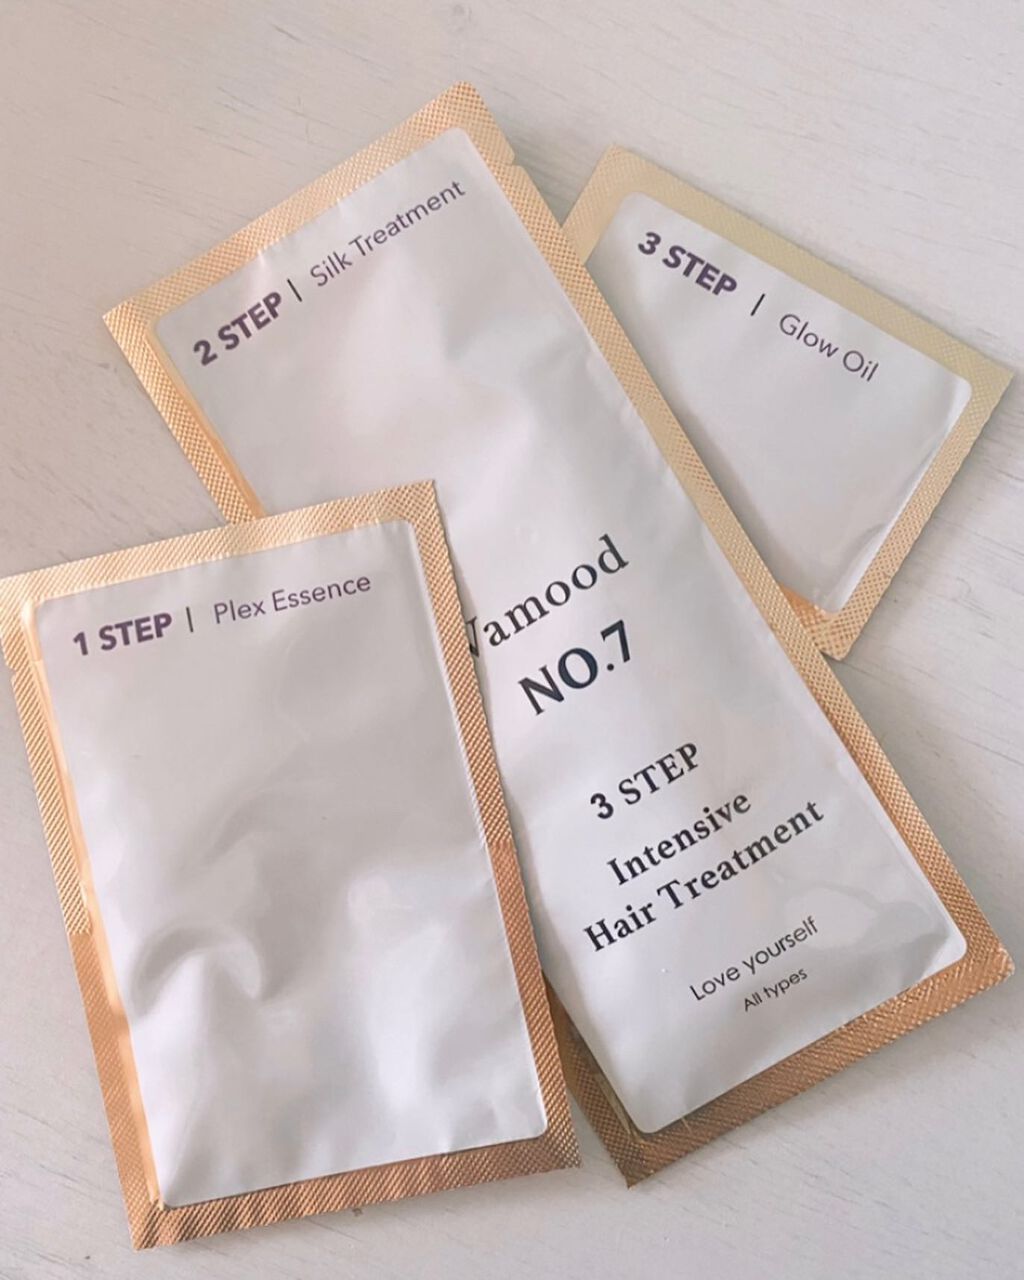 2 STEP | Silk Treatment
amood
NO.7
3 STEP
Intensive
Hair Treatment
Love yourself
All types
3 STEP | Glow Oil
1 STEP | Plex Essence